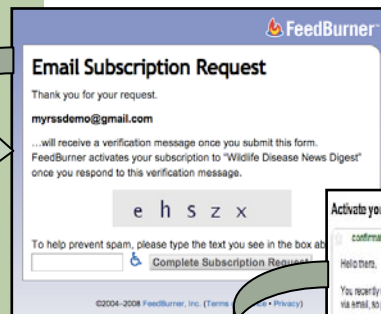 FeedBurner
Email Subscription Request
Thank you for your request.
myrssdemo@gmail.com
...will receive a verification message once you submit this form.
FeedBurner activates your subscription to "Wildlife Disease News Digest"
once you respond to this verification message.
e h s z x
To help prevent spam, please type the text you see in the box ab
Complete Subscription Request
©2004–2008 FeedBurner, Inc. (Terms • Privacy)
Activate you
confirma
Hello there,
You recently
via email, so